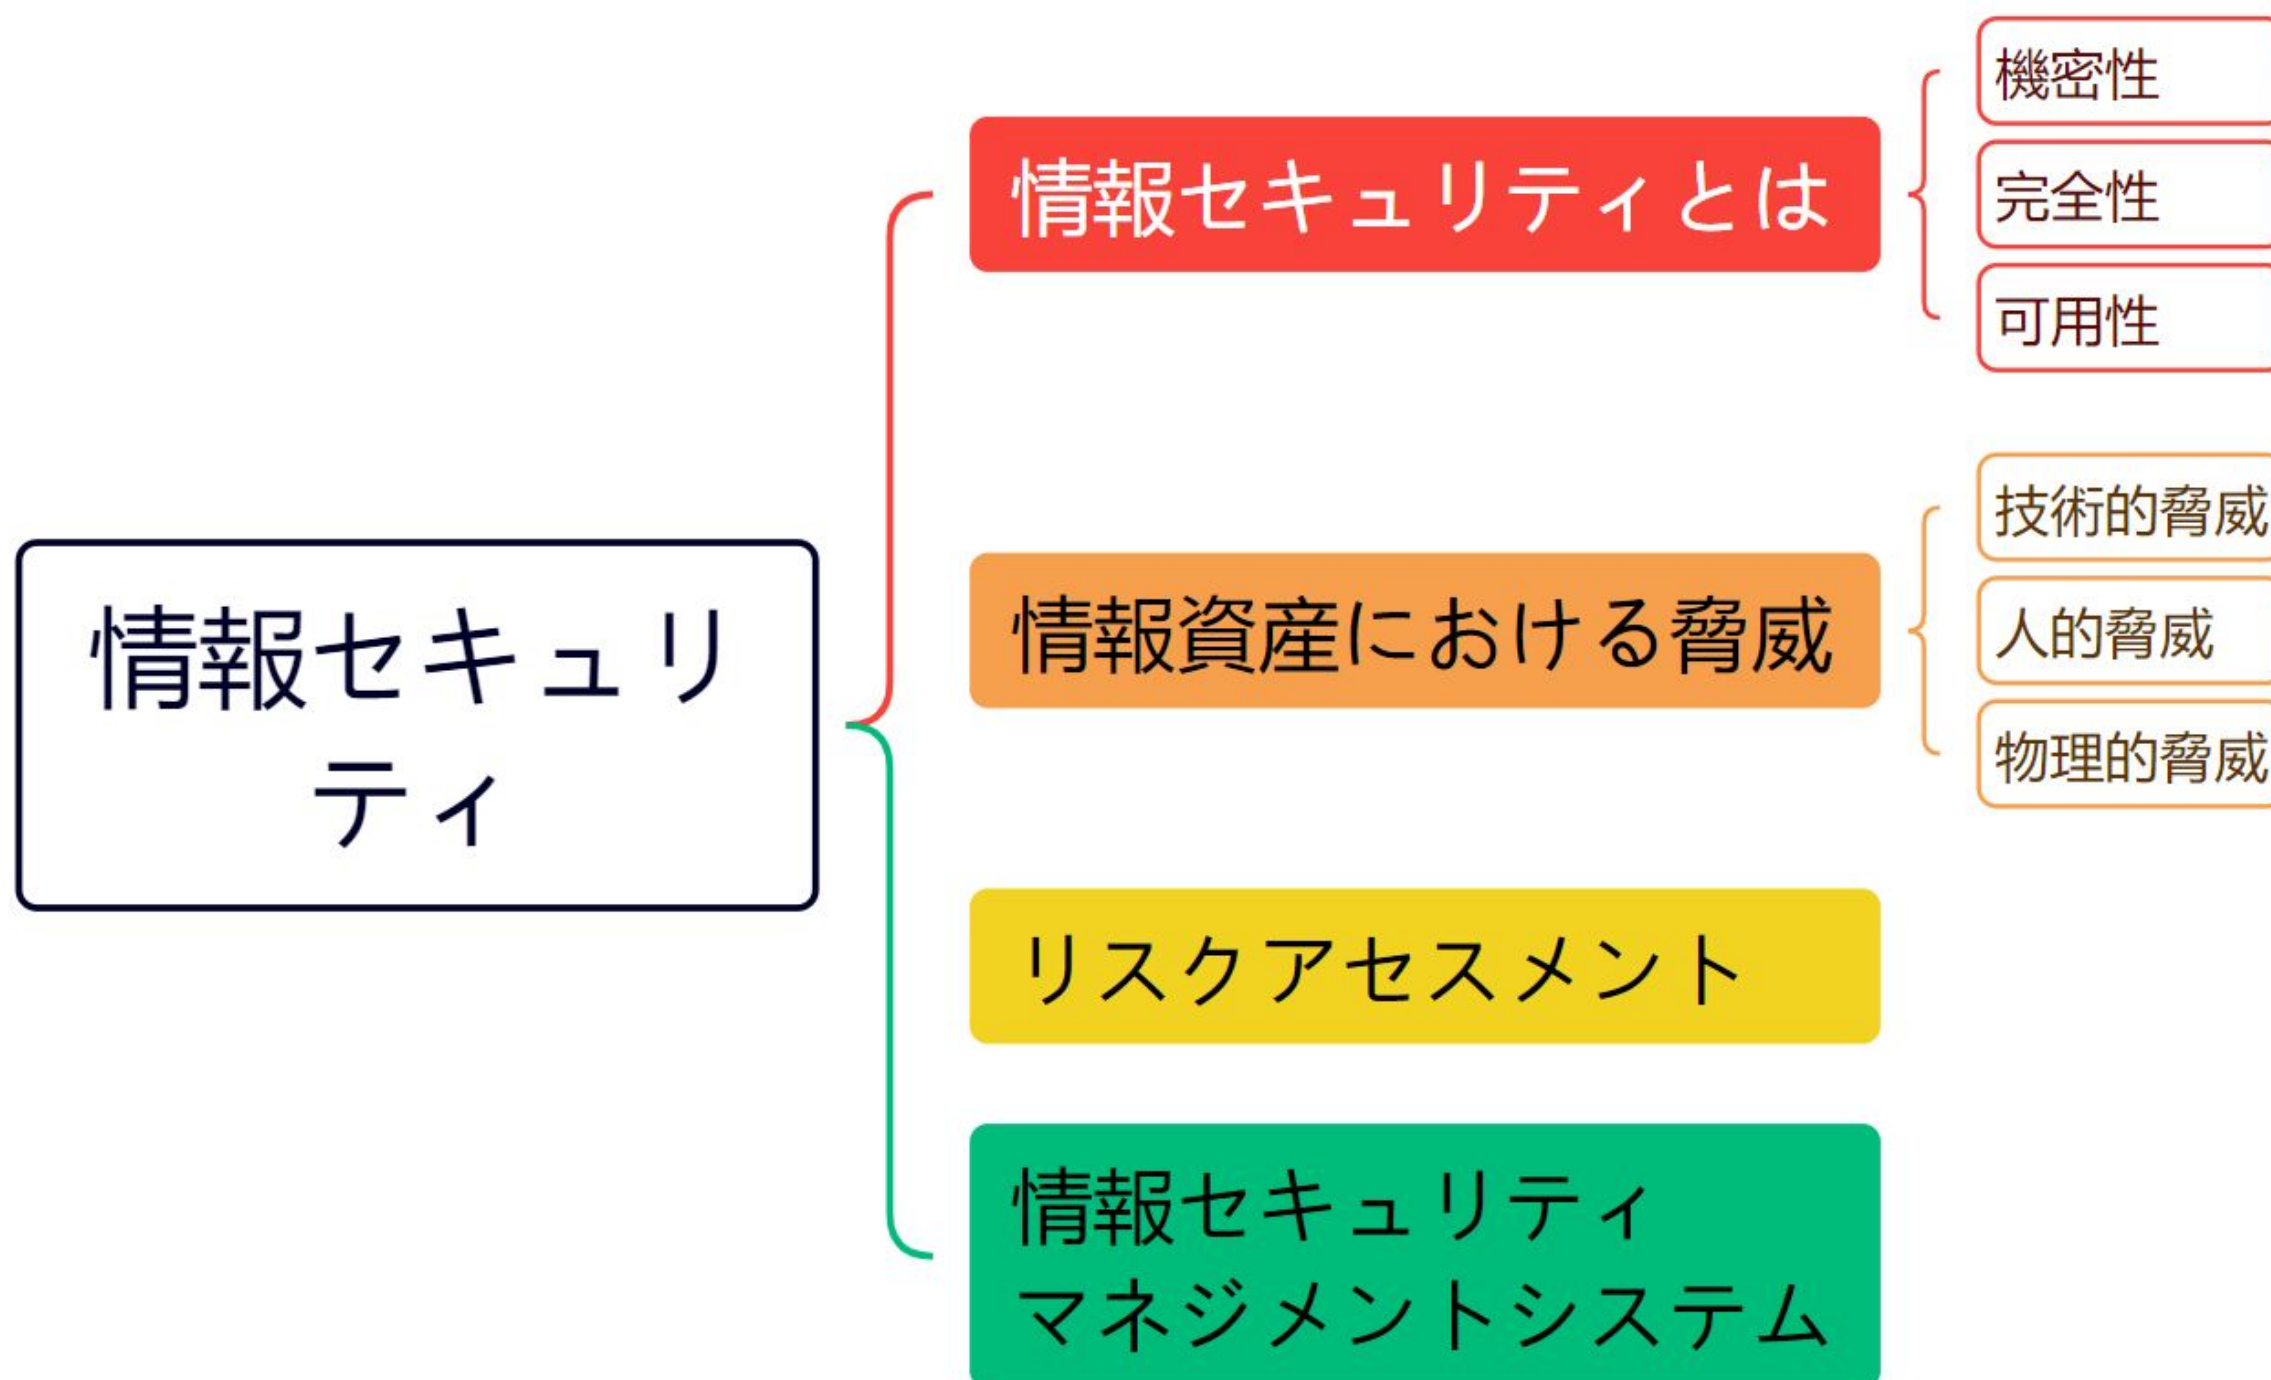 情報セキュリ
ティ
情報セキュリティとは
機密性
完全性
可用性
情報資産における脅威
技術的脅威
人的脅威
物理的脅威
リスクアセスメント
情報セキュリティ
マネジメントシステム